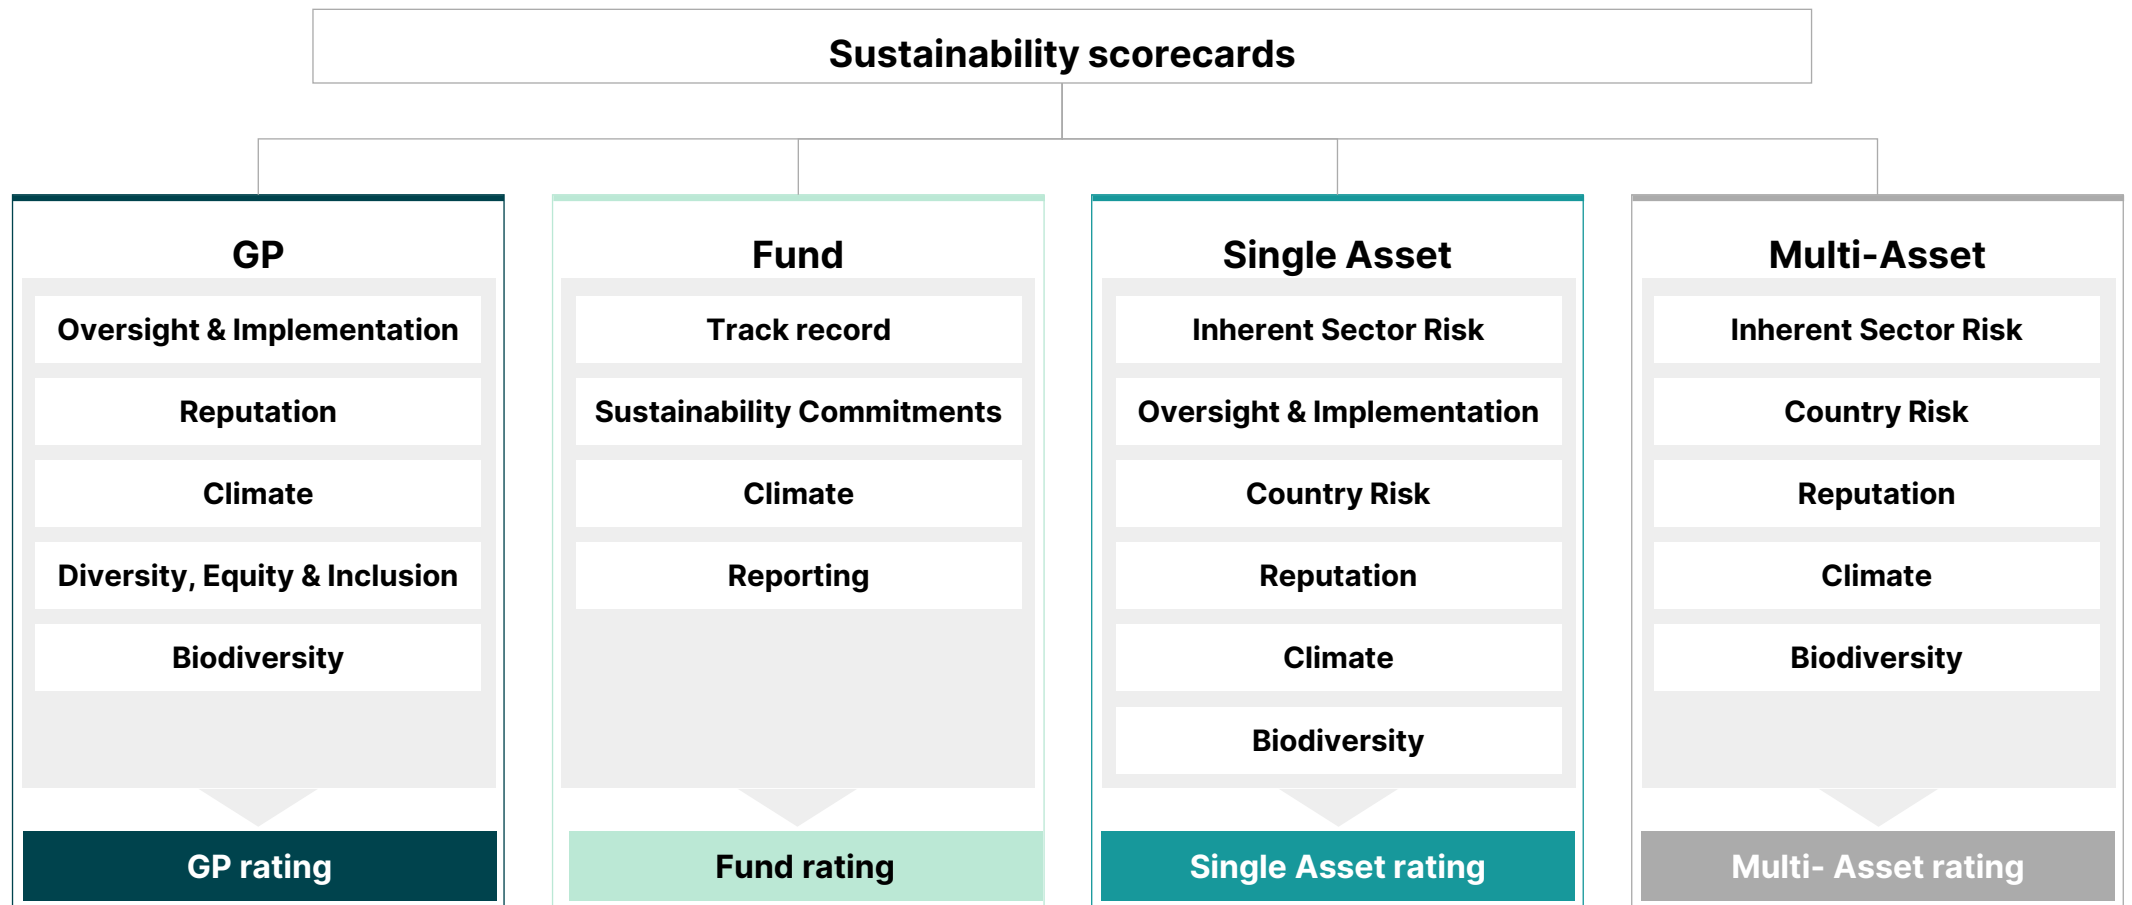 Sustainability scorecards
GP
Oversight & Implementation
Reputation
Climate
Diversity, Equity & Inclusion
Biodiversity
GP rating
Fund
Track record
Sustainability Commitments
Climate
Reporting
Fund rating
Single Asset
Inherent Sector Risk
Oversight & Implementation
Country Risk
Reputation
Climate
Biodiversity
Single Asset rating
Multi-Asset
Inherent Sector Risk
Country Risk
Reputation
Climate
Biodiversity
Multi- Asset rating